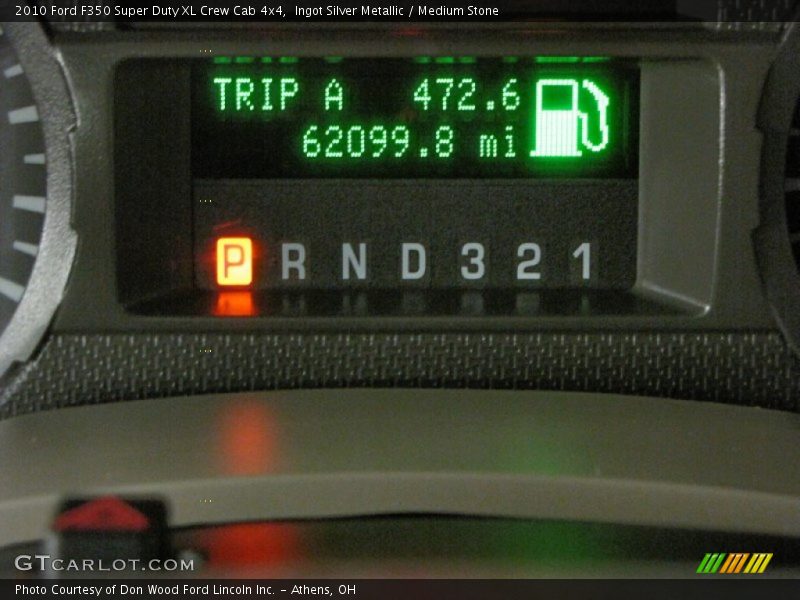 2010 Ford F350 Super Duty XL Crew Cab 4x4, Ingot Silver Metallic / Medium Stone
TRIP A 472.6
62099.8 mi
P R N D 3 2 1
GTCARLOT.COM
Photo Courtesy of Don Wood Ford Lincoln Inc. - Athens, OH